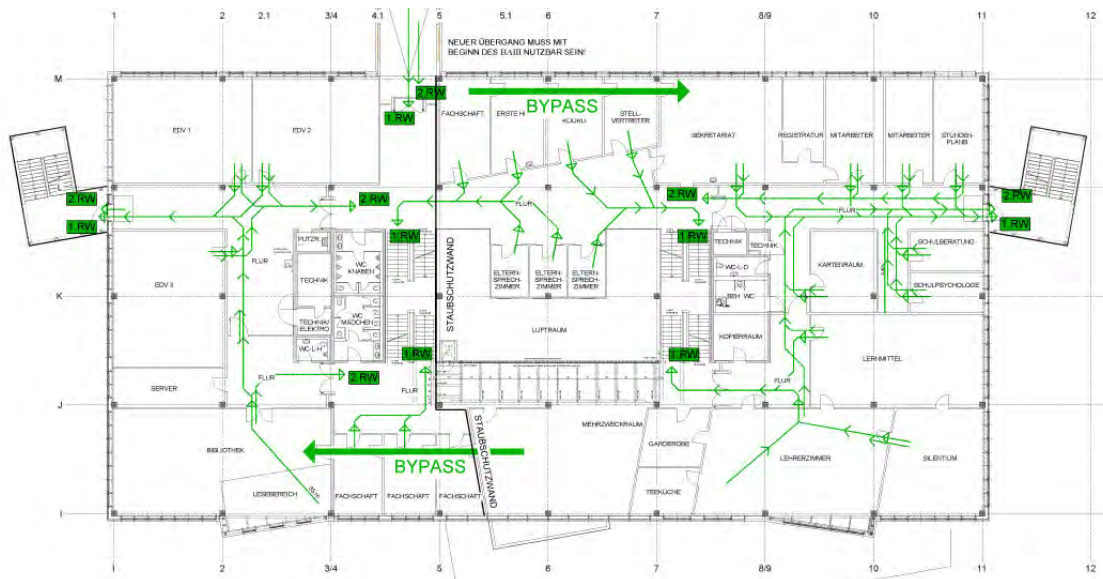 1 2 2.1 3/4 4.1 5 5.1 6 7 8/9 10 11 12
NEUER ÜBERGANG MUSS MIT
BEGINN DES BAIII NUTZBAR SEIN!
M
2.RW
1.RW
BYPASS
EDV 1
EDV 2
FACHSCHAFT
ERSTE HI
KOUKU
STELL-
VERTRETER
SEKRETARIAT
REGISTRATUR
MITARBEITER
MITARBEITER
STUNDEN-
PLANB.
2.RW
1.RW
2.RW
1.RW
FLUR
2.RW
1.RW
FLUR
2.RW
1.RW
PUTZR.
FLUR
WC
KNABEN
TECHNIK
STAUBSCHUTZWAND
ELTERN-
SPRECH-
ZIMMER
ELTERN-
SPRECH-
ZIMMER
ELTERN-
SPRECH-
ZIMMER
TECHNIK
TECHNIK
WC-L-D
BEH. WC
KARTENRAUM
SCHULBERATUNG
SCHULPSYCHOLOGE
K
EDV 3
TECHNIK/
ELEKTRO
WC
MÄDCHEN
WC-L-H
LUFTRAUM
KOPIERRAUM
LERNMITTEL
1.RW
1.RW
SERVER
FLUR
2.RW
FLUR
FLUR
J
BIBLIOTHEK
BYPASS
STAUBSCHUTZWAND
MEHRZWECKRAUM
GARDEROBE
LEHRERZIMMER
SILENTIUM
LESEBEREICH
35 m
FACHSCHAFT
FACHSCHAFT
FACHSCHAFT
TEEKÜCHE
I
1 2 3/4 5 6 7 8/9 10 11 12